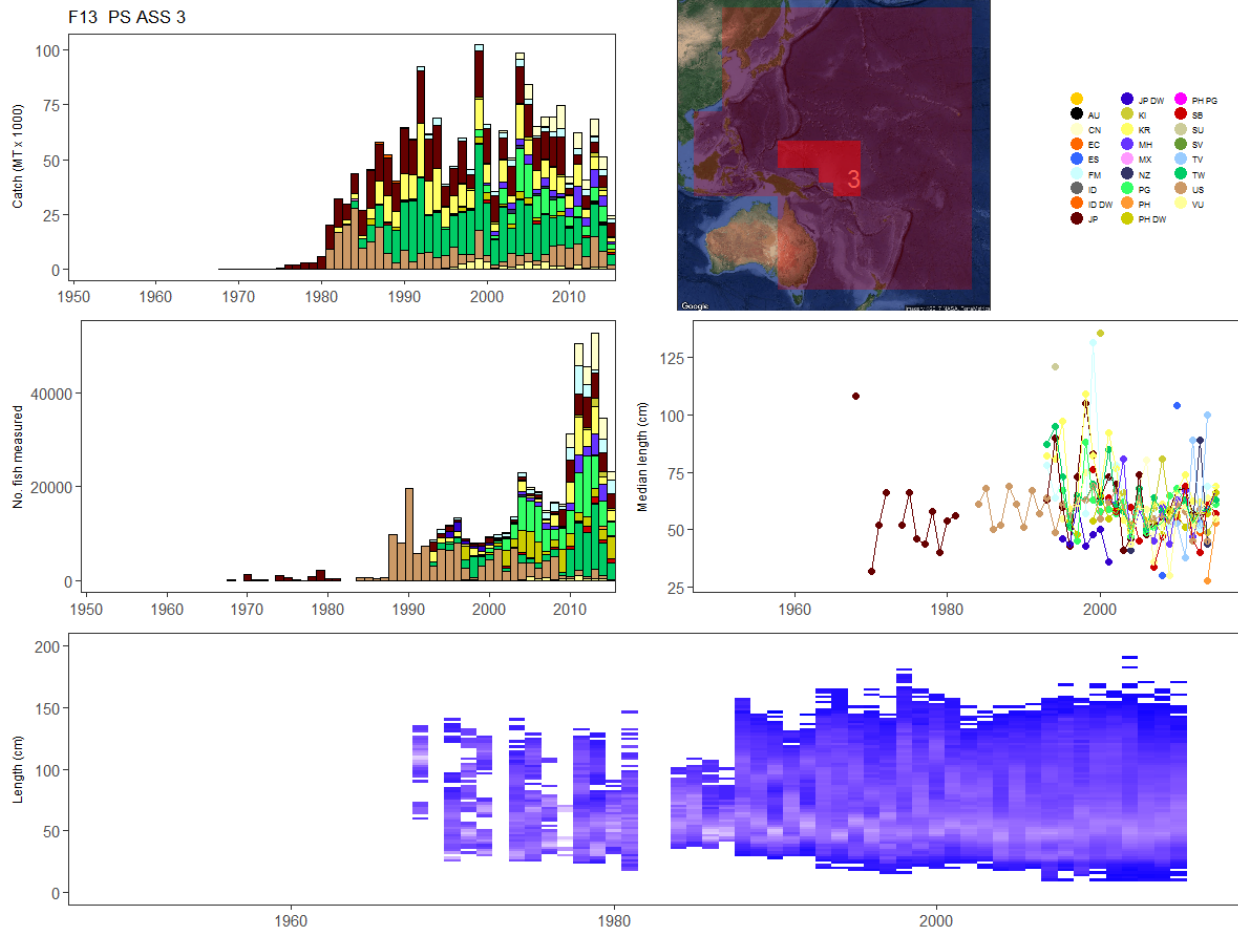 F13 PS ASS 3
Catch (MT x 1000)
100
75
50
25
0
1950 1960 1970 1980 1990 2000 2010
3
Google
AU
CN
EC
ES
FM
ID
ID DW
JP
JP DW
KI
KR
MH
MX
NZ
PG
PH
PH DW
PH PG
SB
SU
SV
TV
TW
US
VU
No. fish measured
40000
20000
0
1950 1960 1970 1980 1990 2000 2010
Median length (cm)
125
100
75
50
25
1960 1980 2000
Length (cm)
200
150
100
50
0
1960 1980 2000